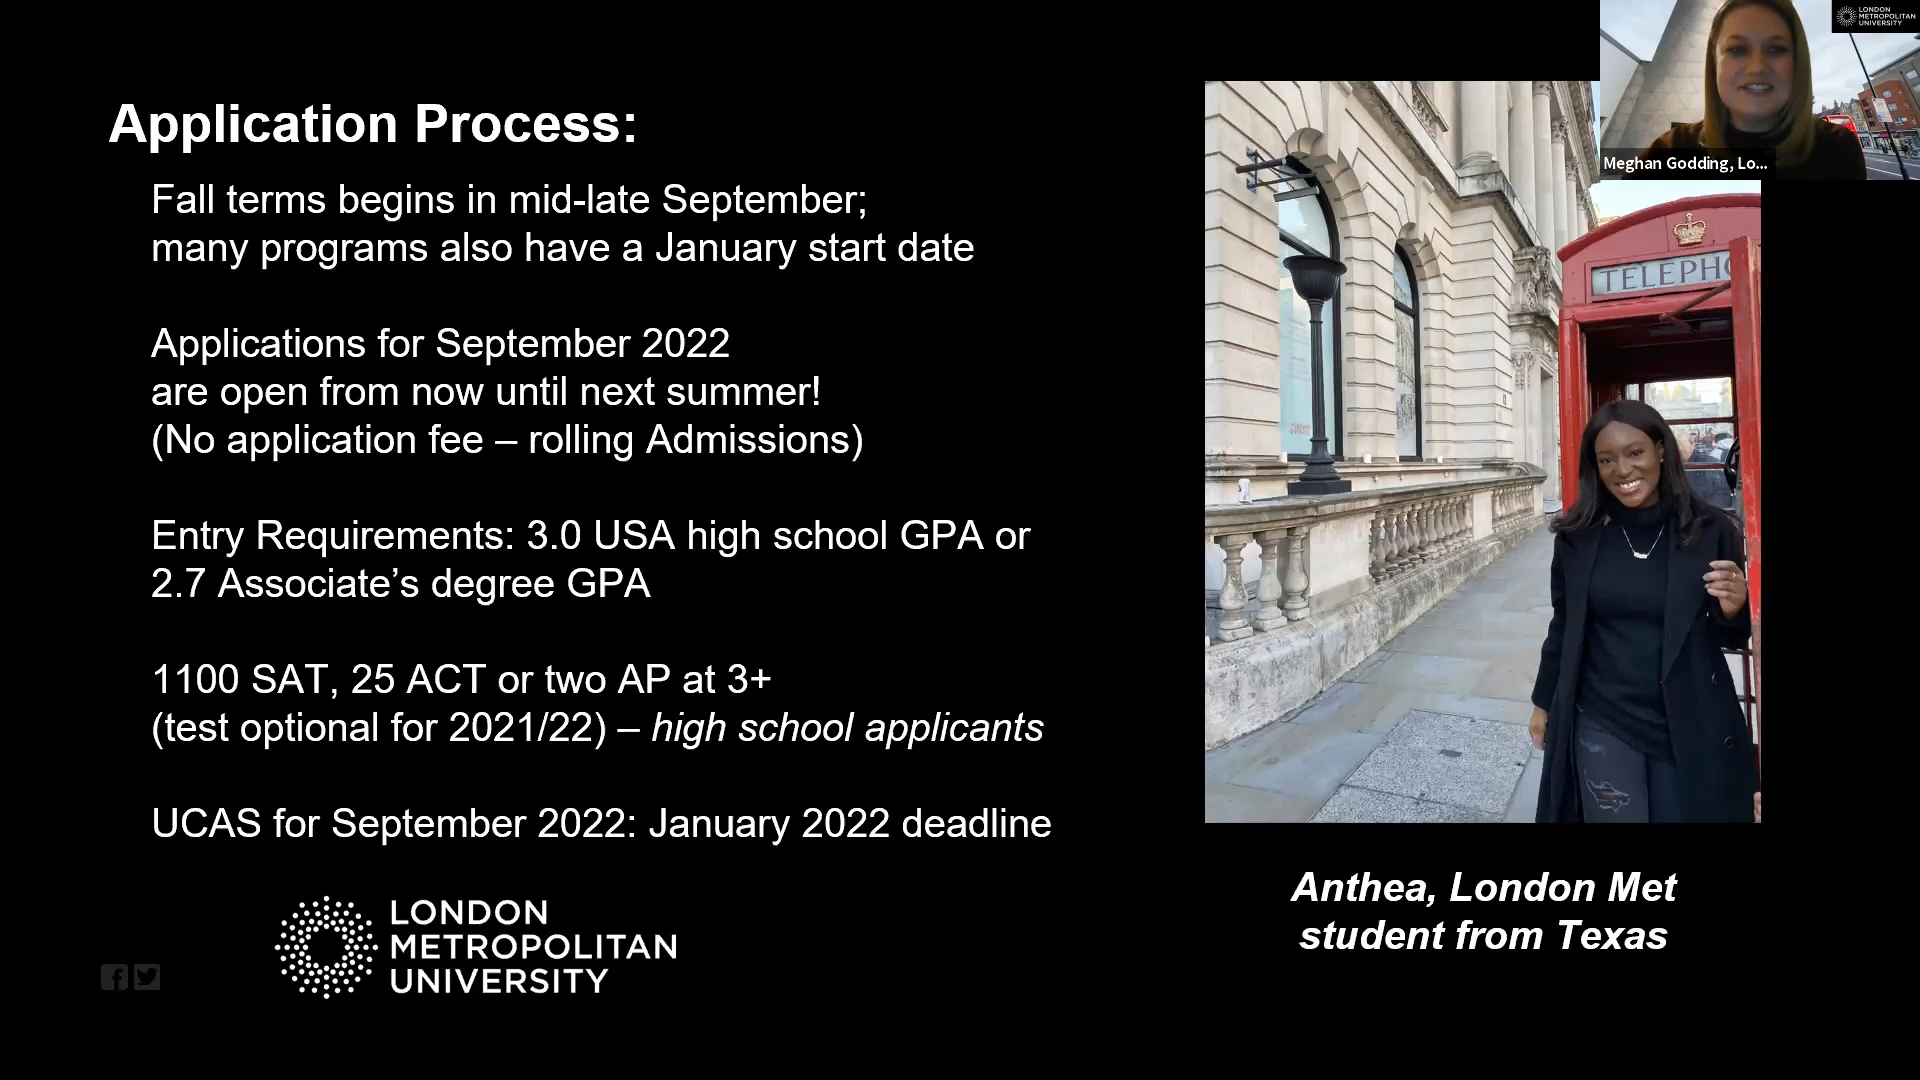 Application Process:
Fall terms begins in mid-late September;
many programs also have a January start date
Applications for September 2022
are open from now until next summer!
(No application fee – rolling Admissions)
Entry Requirements: 3.0 USA high school GPA or
2.7 Associate’s degree GPA
1100 SAT, 25 ACT or two AP at 3+
(test optional for 2021/22) – high school applicants
UCAS for September 2022: January 2022 deadline
LONDON
METROPOLITAN
UNIVERSITY
LONDON
METROPOLITAN
UNIVERSITY
Meghan Godding, Lo...
TELEPHO
Anthea, London Met
student from Texas